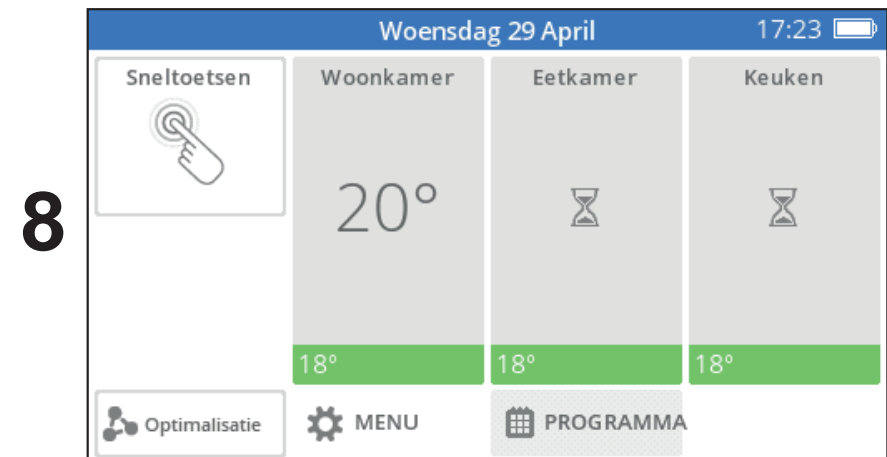 8
Woensdag 29 April 17:23
Sneltoetsen Woonkamer Eetkamer Keuken
20°
18° 18° 18°
Optimalisatie MENU PROGRAMMA